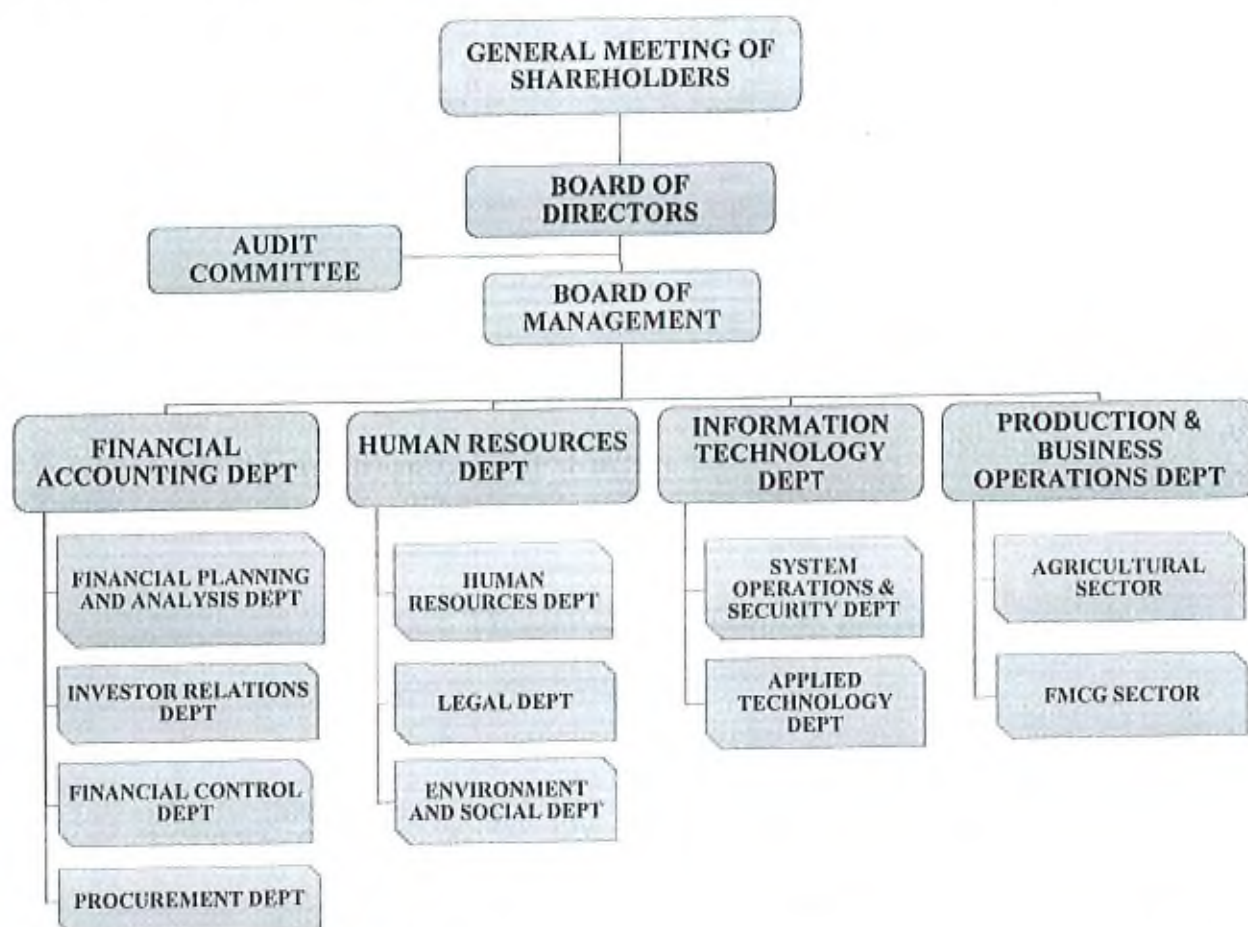 GENERAL MEETING OF
SHAREHOLDERS
BOARD OF
DIRECTORS
AUDIT
COMMITTEE
BOARD OF
MANAGEMENT
FINANCIAL
ACCOUNTING DEPT
HUMAN RESOURCES
DEPT
INFORMATION
TECHNOLOGY
DEPT
PRODUCTION &
BUSINESS
OPERATIONS DEPT
FINANCIAL PLANNING
AND ANALYSIS DEPT
INVESTOR RELATIONS
DEPT
FINANCIAL CONTROL
DEPT
PROCUREMENT DEPT
HUMAN
RESOURCES DEPT
LEGAL DEPT
ENVIRONMENT
AND SOCIAL DEPT
SYSTEM
OPERATIONS &
SECURITY DEPT
APPLIED
TECHNOLOGY
DEPT
AGRICULTURAL
SECTOR
FMCG SECTOR